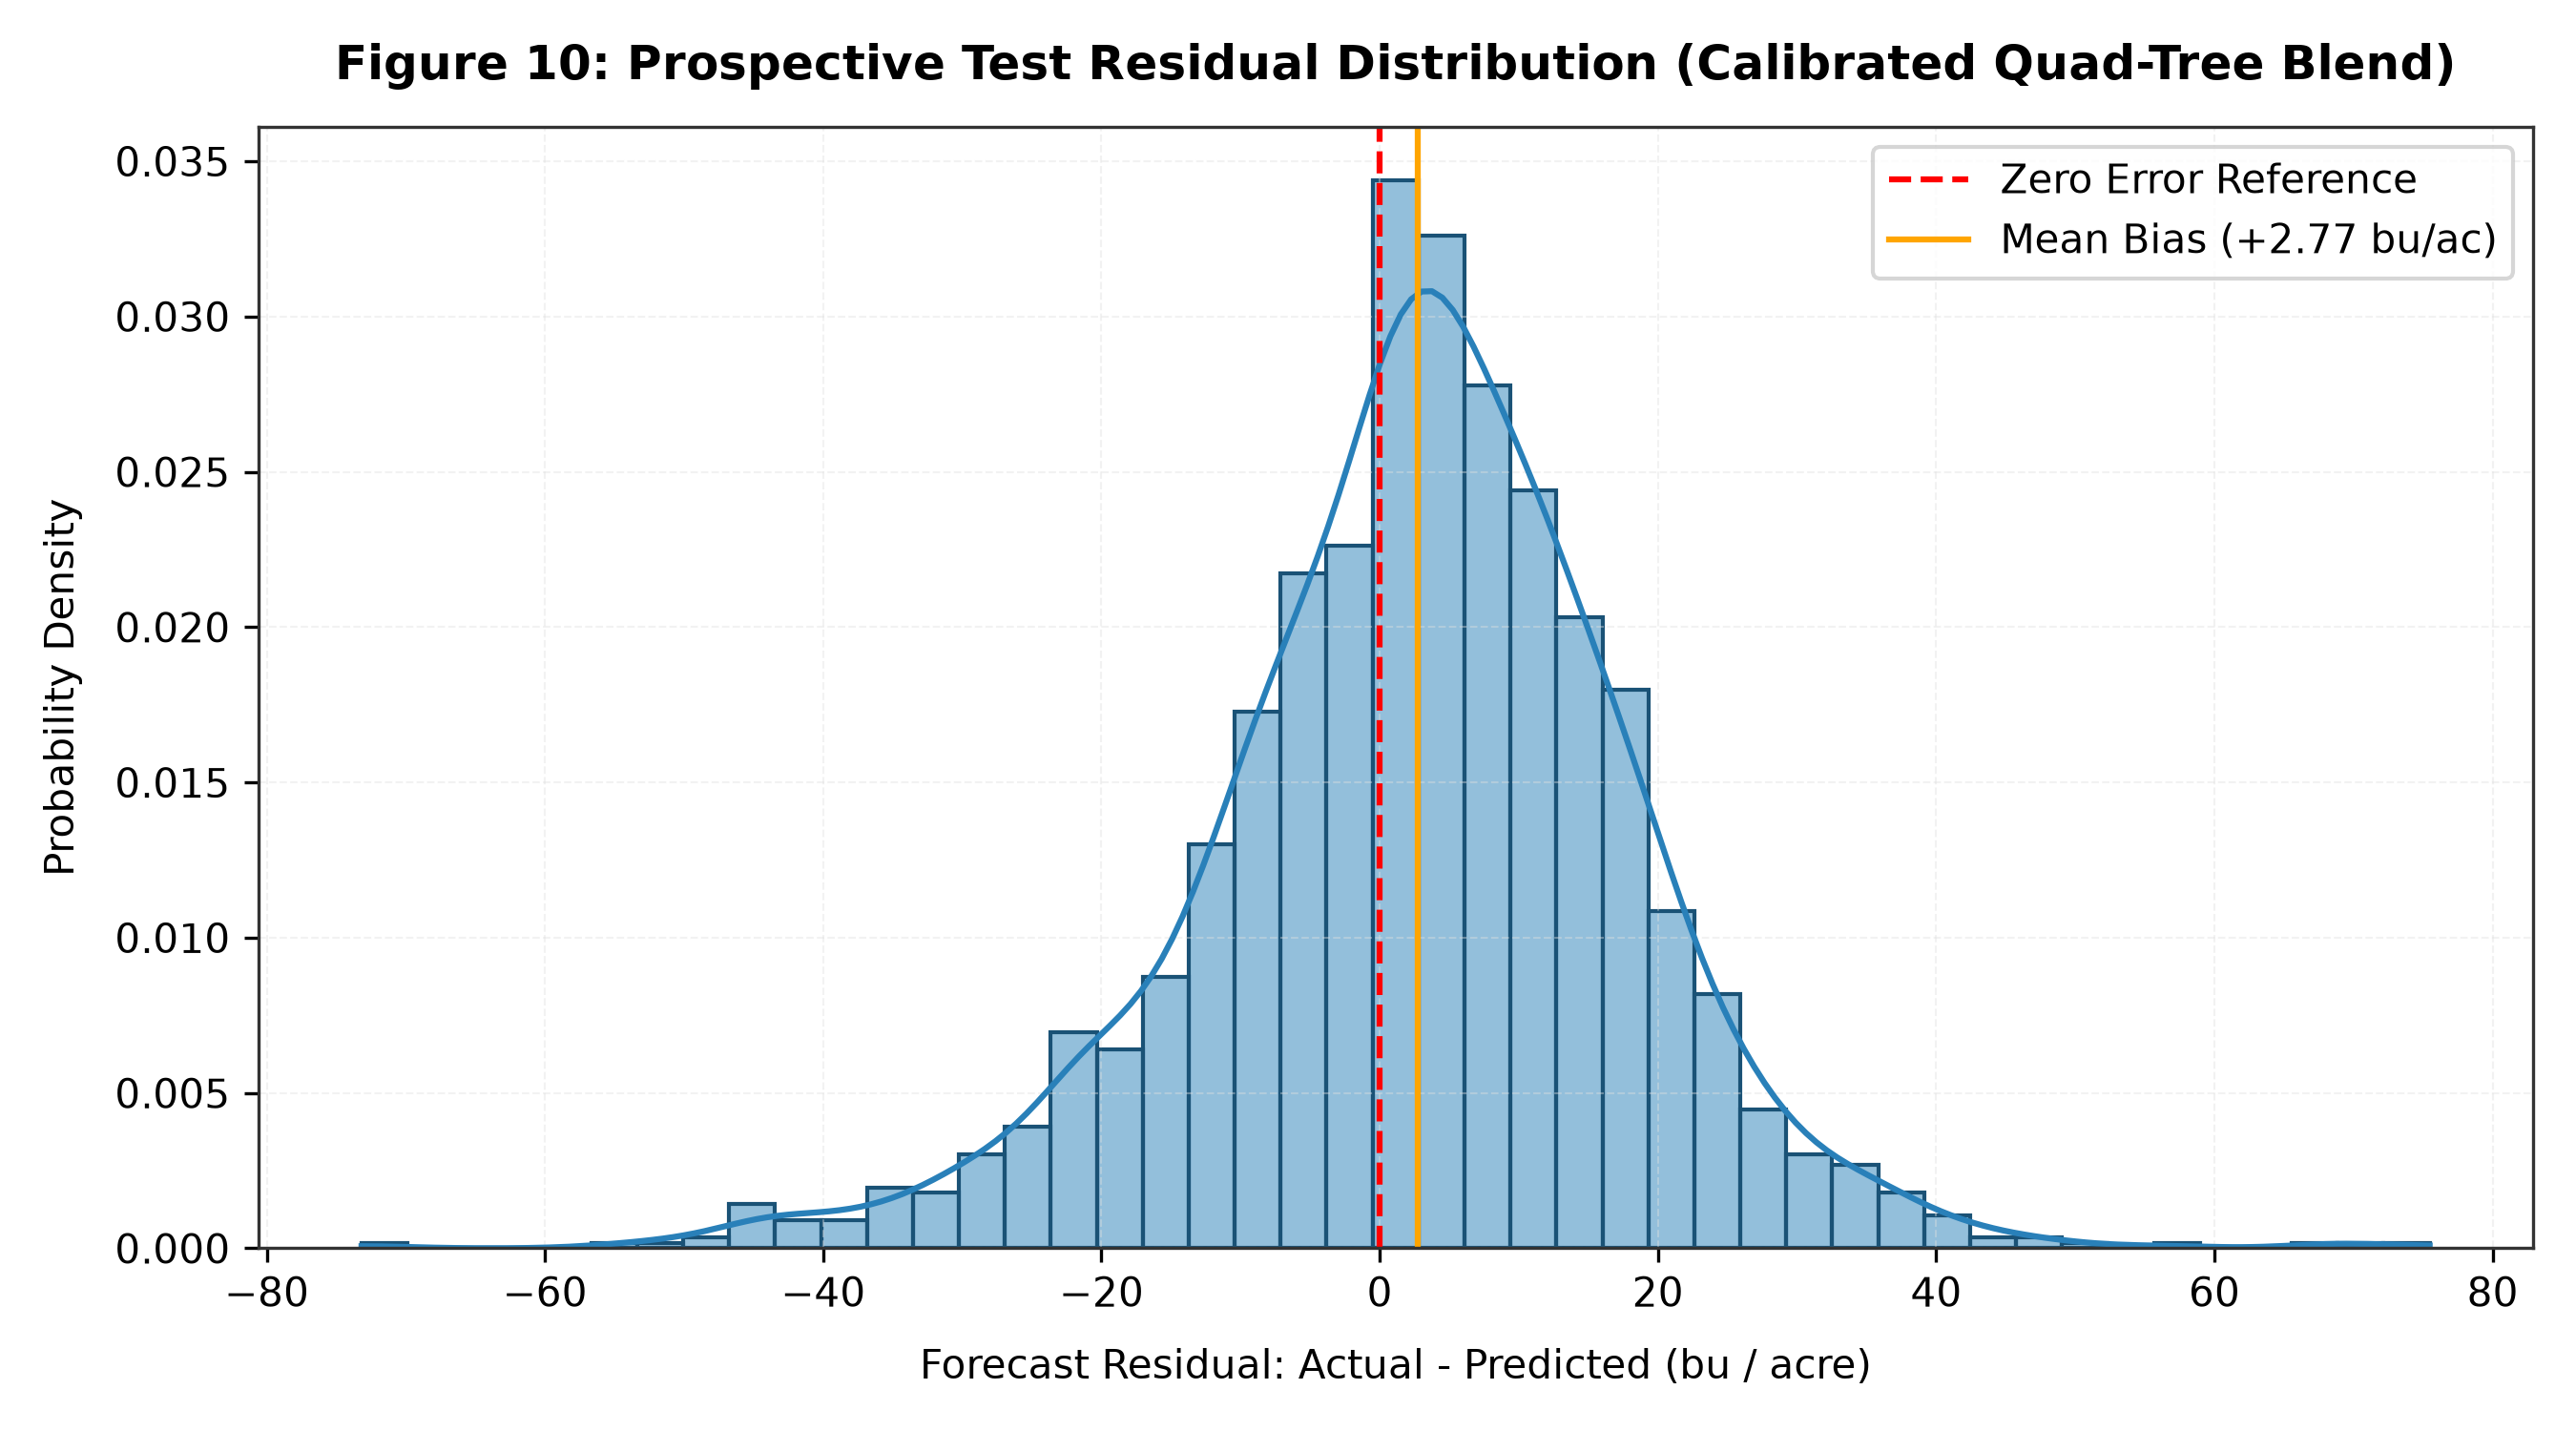 Figure 10: Prospective Test Residual Distribution (Calibrated Quad-Tree Blend)
Zero Error Reference
Mean Bias (+2.77 bu/ac)
Probability Density
0.035
0.030
0.025
0.020
0.015
0.010
0.005
0.000
−80 −60 −40 −20 0 20 40 60 80
Forecast Residual: Actual - Predicted (bu / acre)